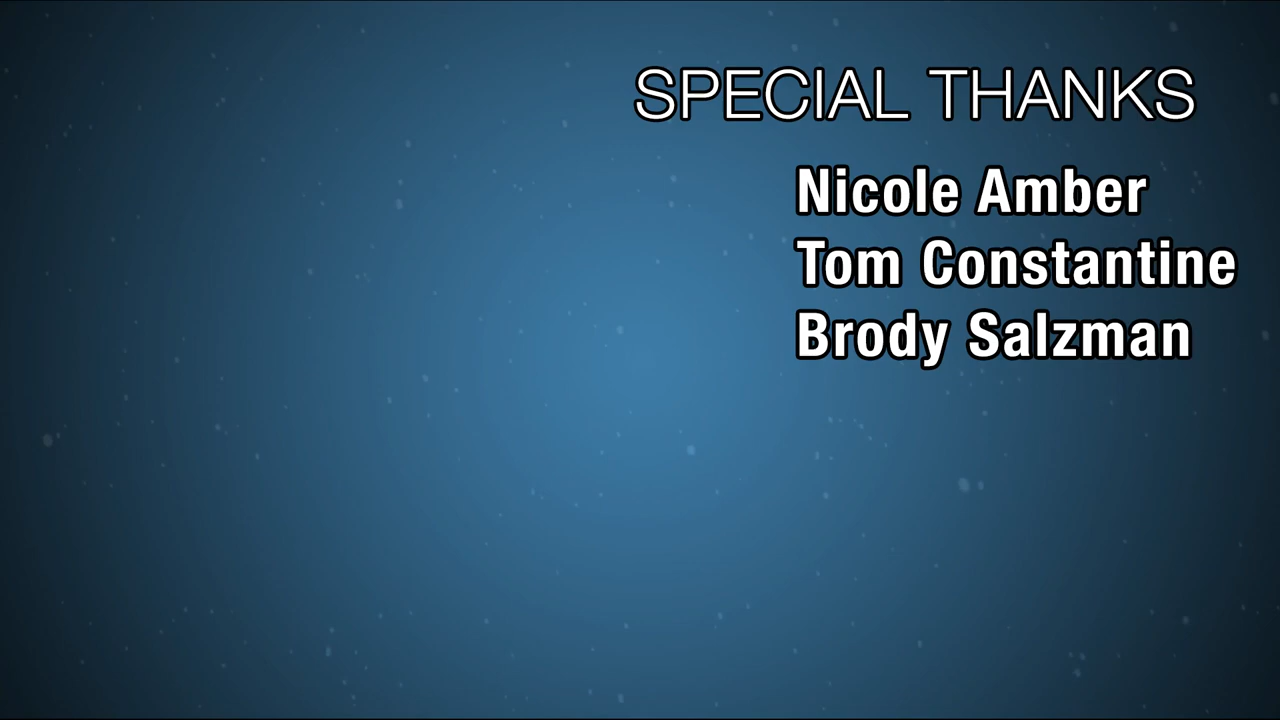 SPECIAL THANKS
Nicole Amber
Tom Constantine
Brody Salzman